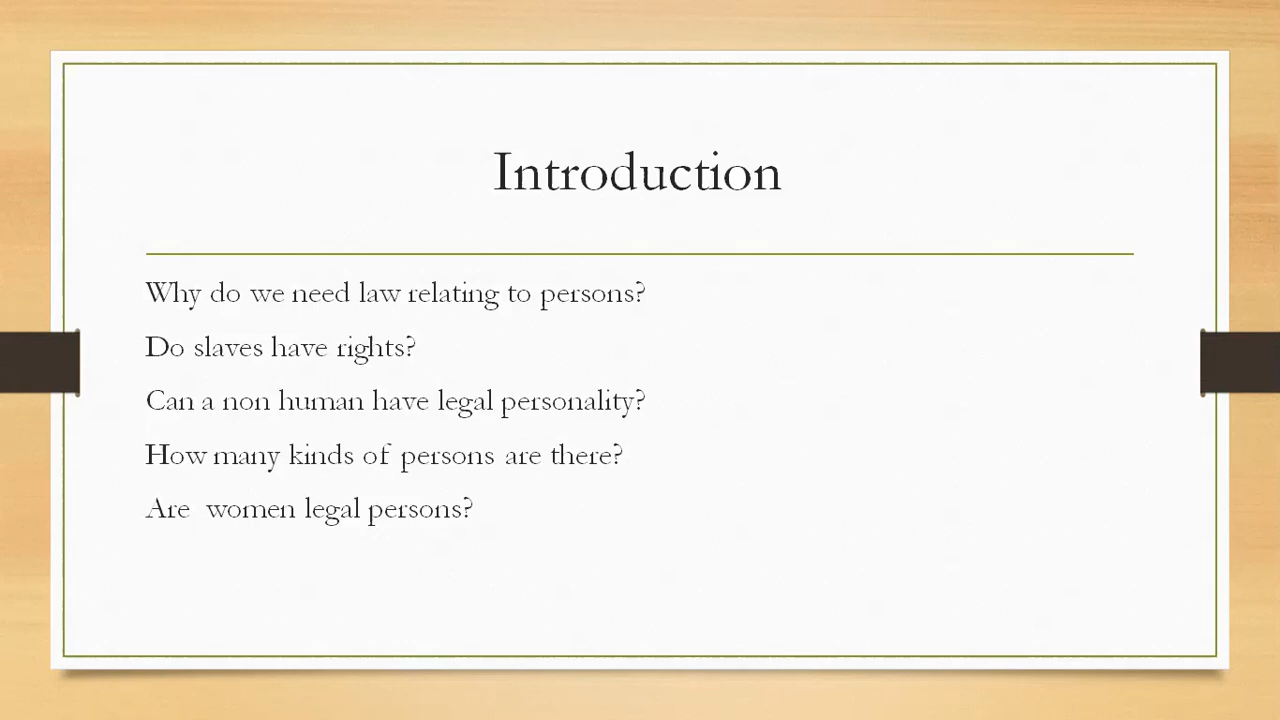 Introduction
Why do we need law relating to persons?
Do slaves have rights?
Can a non human have legal personality?
How many kinds of persons are there?
Are  women legal persons?